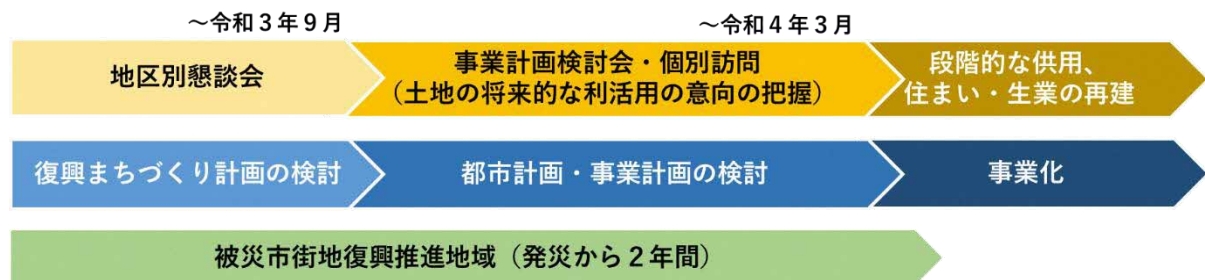 ～令和３年９月
～令和４年３月
地区別懇談会
事業計画検討会・個別訪問
（土地の将来的な利活用の意向の把握）
段階的な供用、
住まい・生業の再建
復興まちづくり計画の検討
都市計画・事業計画の検討
事業化
被災市街地復興推進地域（発災から２年間）